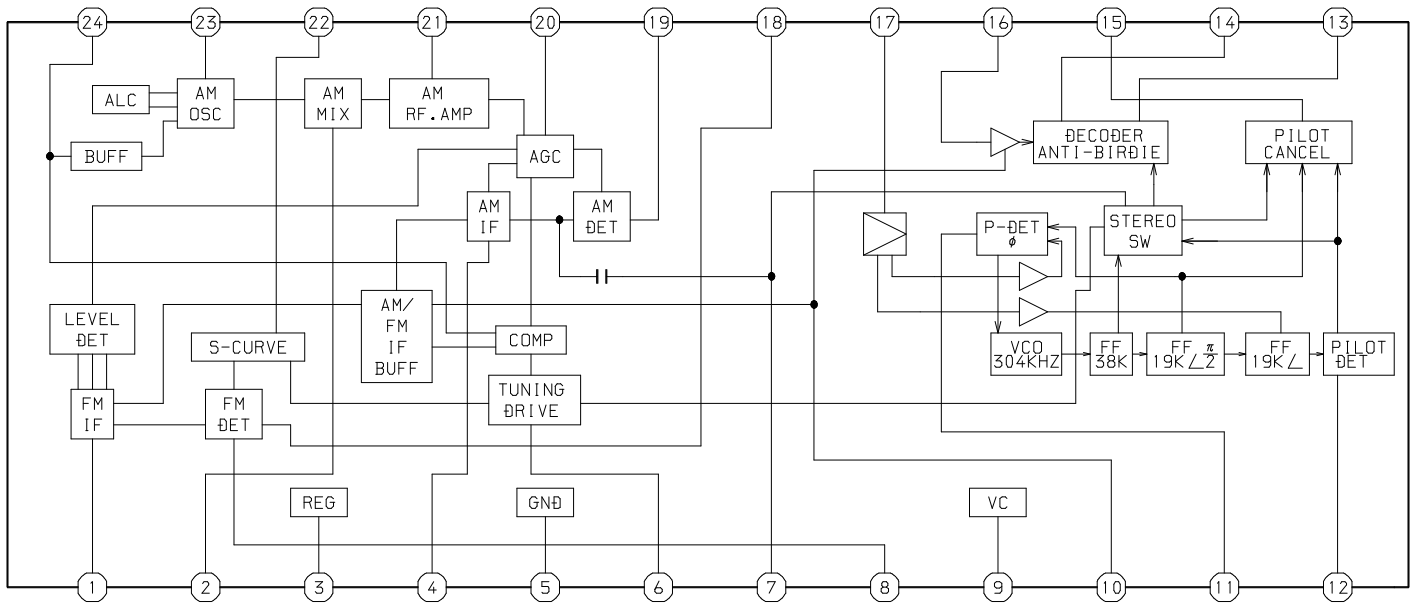 24 23 22 21 20 19 18 17 16 15 14 13
ALC
AM
OSC
AM
MIX
AM
RF.AMP
BUFF
AGC
DECODER
ANTI-BIRDIE
PILOT
CANCEL
AM
IF
AM
DET
P-DET
φ
STEREO
SW
LEVEL
DET
S-CURVE
AM/
FM
IF
BUFF
COMP
VCO
304KHZ
FF
38K
FF
19K∠π/2
FF
19K∠
PILOT
DET
FM
IF
FM
DET
TUNING
DRIVE
REG
GND
VC
1 2 3 4 5 6 7 8 9 10 11 12